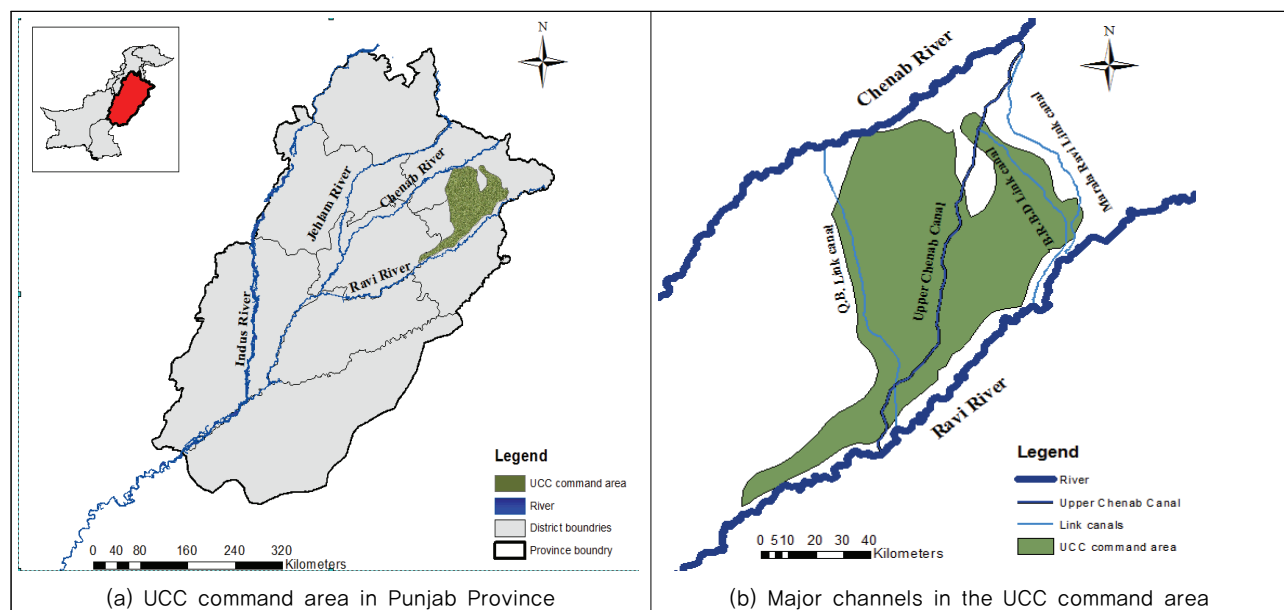 N
Jehlam River
Chenab River
Ravi River
Indus River
Legend
UCC command area
River
District boundries
Province boundry
0 40 80 160 240 320
Kilometers
(a) UCC command area in Punjab Province
N
Chenab River
Marala Ravi Link canal
B.R.B.D Link canal
Upper Chenab Canal
Q.B. Link canal
Ravi River
Legend
River
Upper Chenab Canal
Link canals
UCC command area
0 5 10 20 30 40
Kilometers
(b) Major channels in the UCC command area